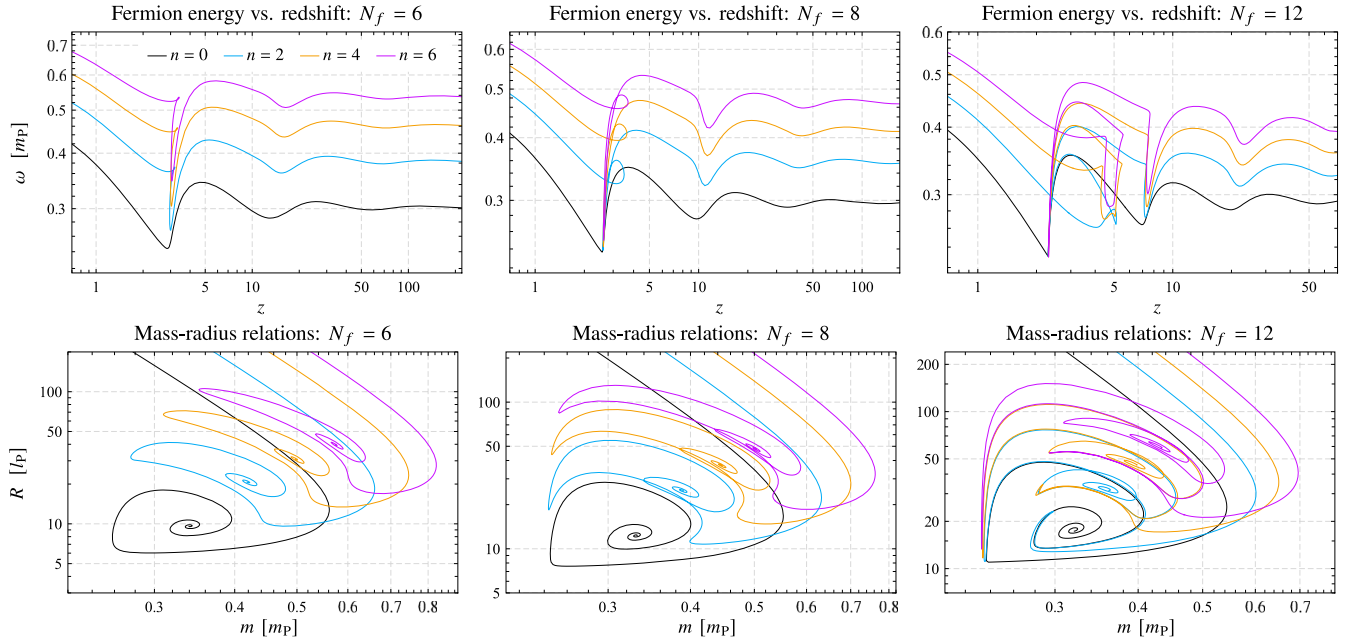 Fermion energy vs. redshift: N_f = 6
n = 0 n = 2 n = 4 n = 6
0.7
0.6
0.5
0.4
0.3
ω [m_P]
1 5 10 50 100
z
Fermion energy vs. redshift: N_f = 8
0.6
0.5
0.4
0.3
1 5 10 50 100
z
Fermion energy vs. redshift: N_f = 12
0.6
0.5
0.4
0.3
1 5 10 50
z
Mass-radius relations: N_f = 6
100
50
10
5
R [l_P]
0.3 0.4 0.5 0.6 0.7 0.8
m [m_P]
Mass-radius relations: N_f = 8
100
50
10
5
0.3 0.4 0.5 0.6 0.7 0.8
m [m_P]
Mass-radius relations: N_f = 12
200
100
50
20
10
0.3 0.4 0.5 0.6 0.7 0.8
m [m_P]